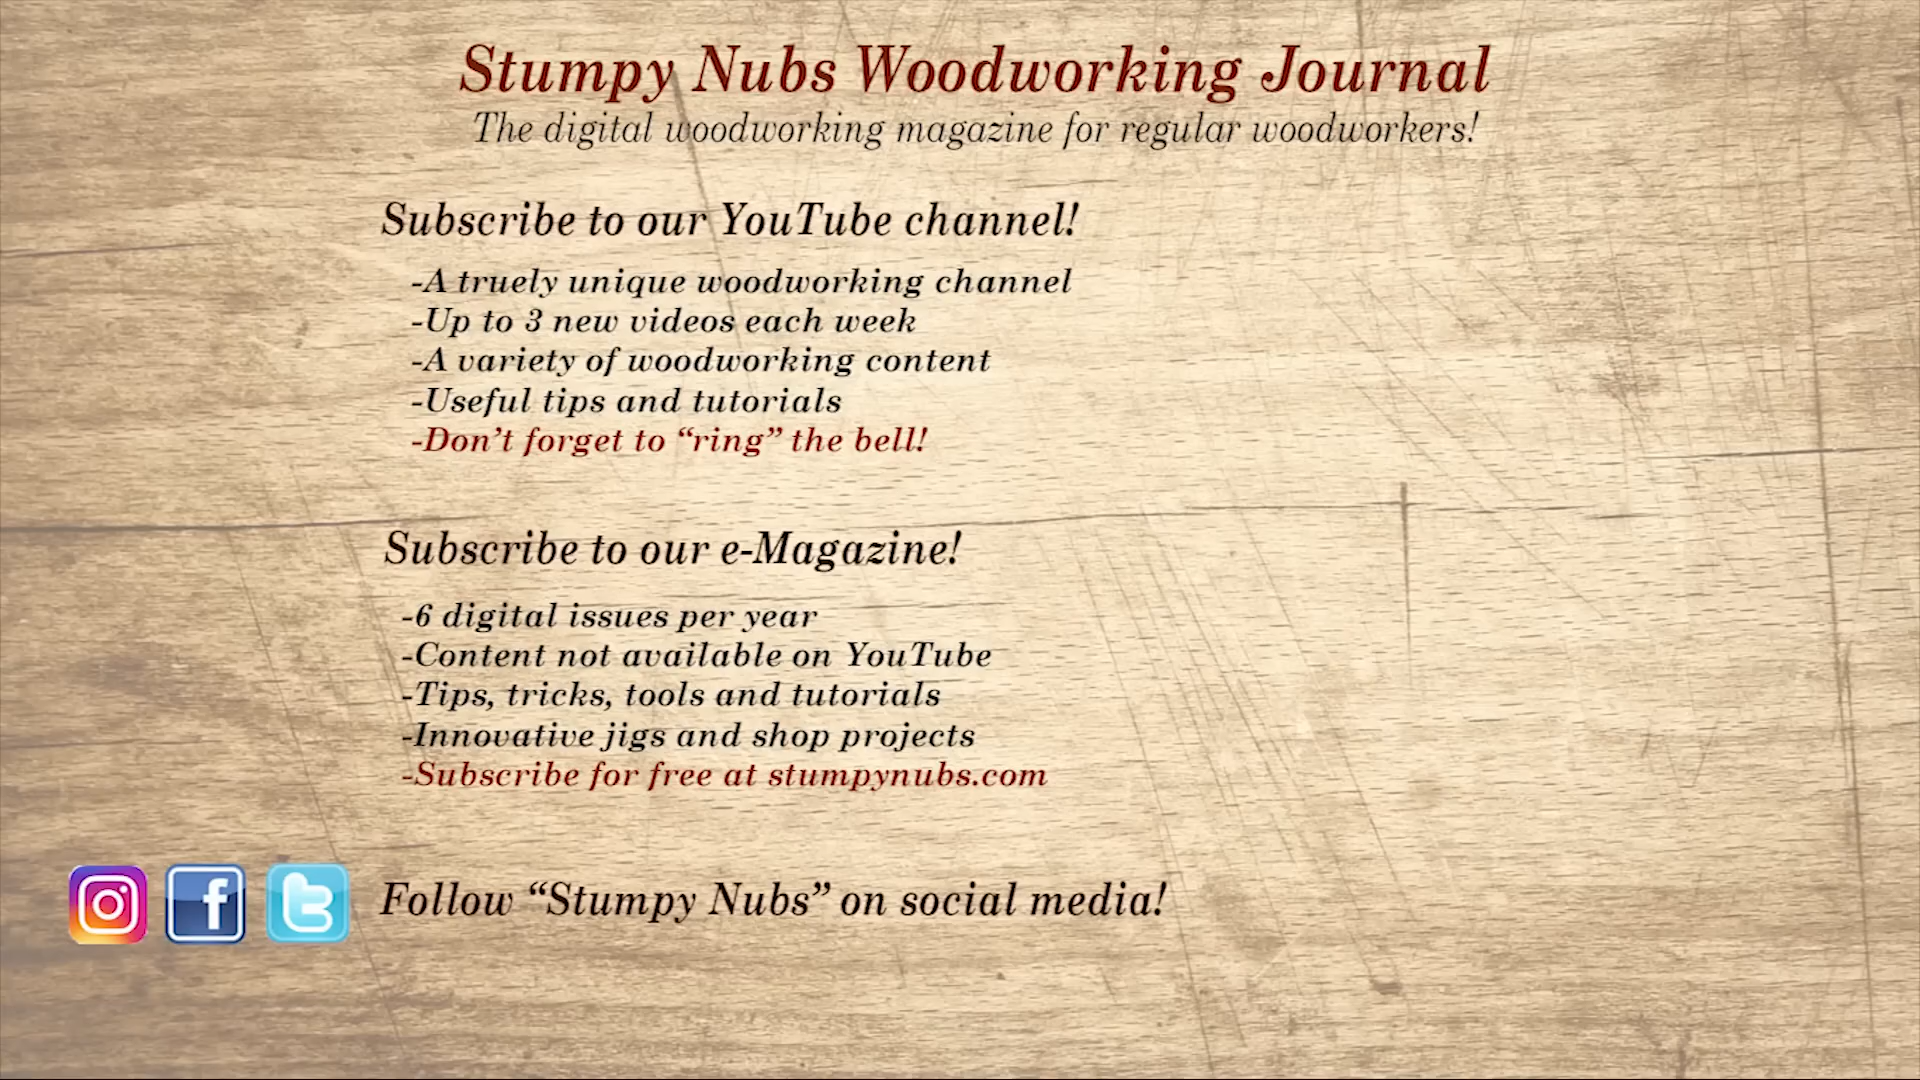 Stumpy Nubs Woodworking Journal
The digital woodworking magazine for regular woodworkers!
Subscribe to our YouTube channel!
-A truely unique woodworking channel
-Up to 3 new videos each week
-A variety of woodworking content
-Useful tips and tutorials
-Don’t forget to “ring” the bell!
Subscribe to our e-Magazine!
-6 digital issues per year
-Content not available on YouTube
-Tips, tricks, tools and tutorials
-Innovative jigs and shop projects
-Subscribe for free at stumpynubs.com
Follow “Stumpy Nubs” on social media!